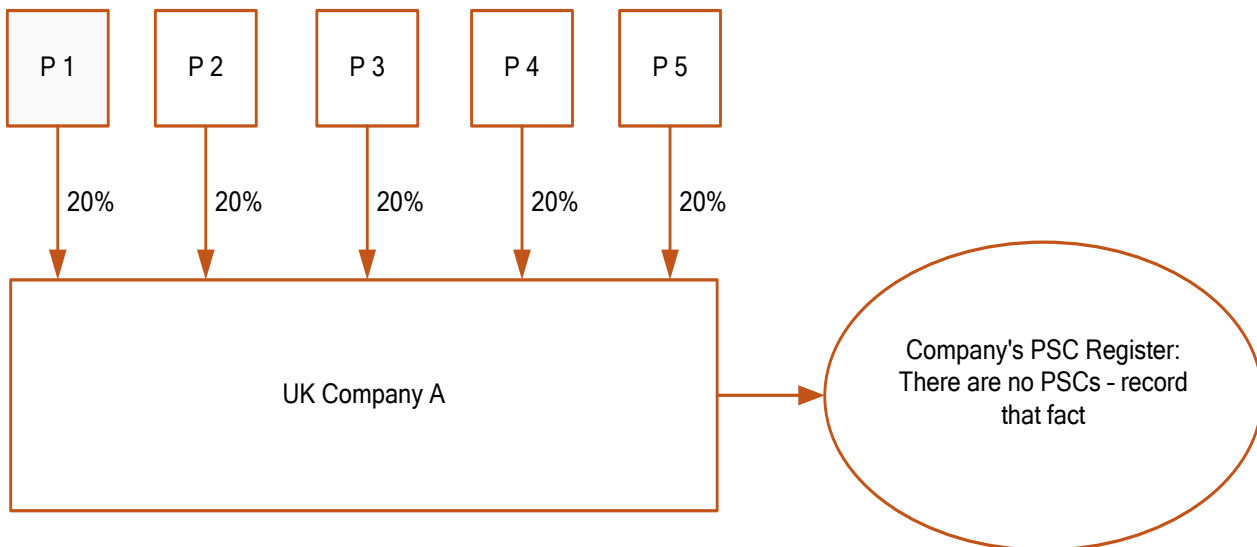 P 1
P 2
P 3
P 4
P 5
20%
20%
20%
20%
20%
UK Company A
Company's PSC Register:
There are no PSCs - record
that fact